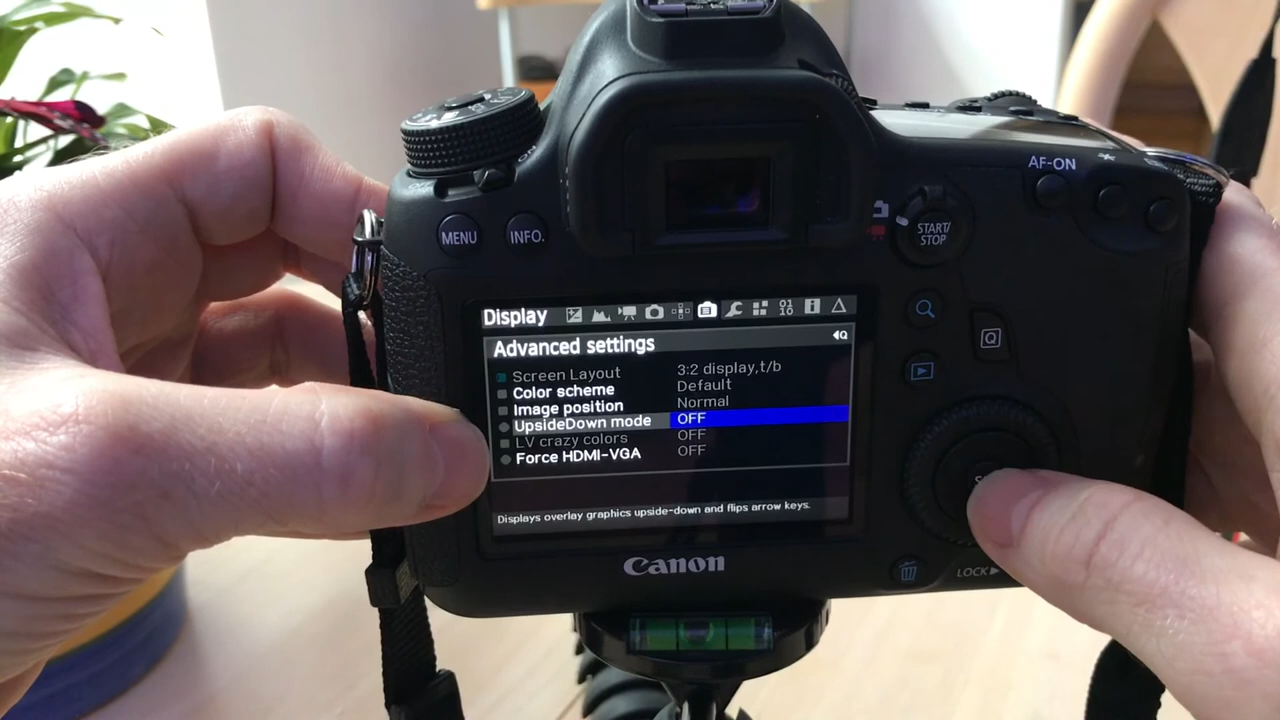 ON
AF-ON
MENU
INFO.
START/
STOP
Display
Advanced settings
Q
Screen Layout 3:2 display,t/b
Color scheme Default
Image position Normal
UpsideDown mode OFF
LV crazy colors OFF
Force HDMI-VGA OFF
Displays overlay graphics upside-down and flips arrow keys.
Q
Canon
LOCK